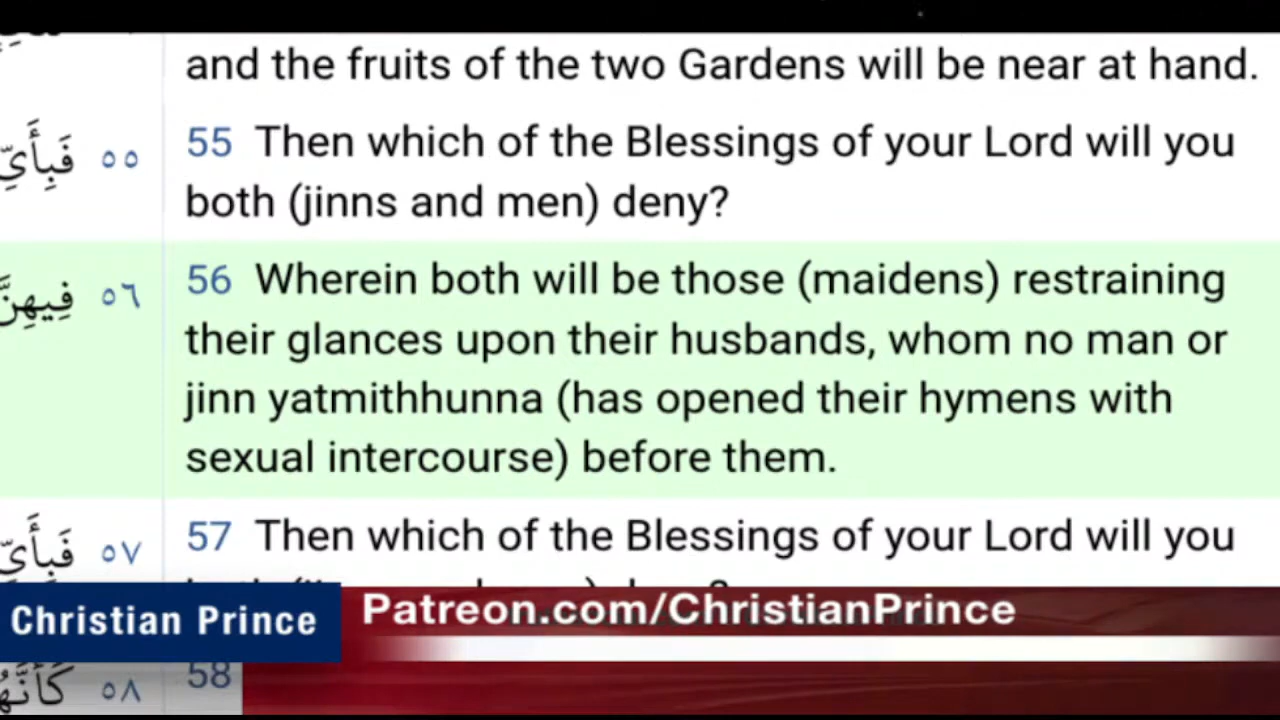 and the fruits of the two Gardens will be near at hand.
فَبِأَيِّ ٥٥ 55 Then which of the Blessings of your Lord will you
both (jinns and men) deny?
فِيهِنَّ ٥٦ 56 Wherein both will be those (maidens) restraining
their glances upon their husbands, whom no man or
jinn yatmithhunna (has opened their hymens with
sexual intercourse) before them.
فَبِأَيِّ ٥٧ 57 Then which of the Blessings of your Lord will you
Christian Prince
Patreon.com/ChristianPrince
٥٨ 58